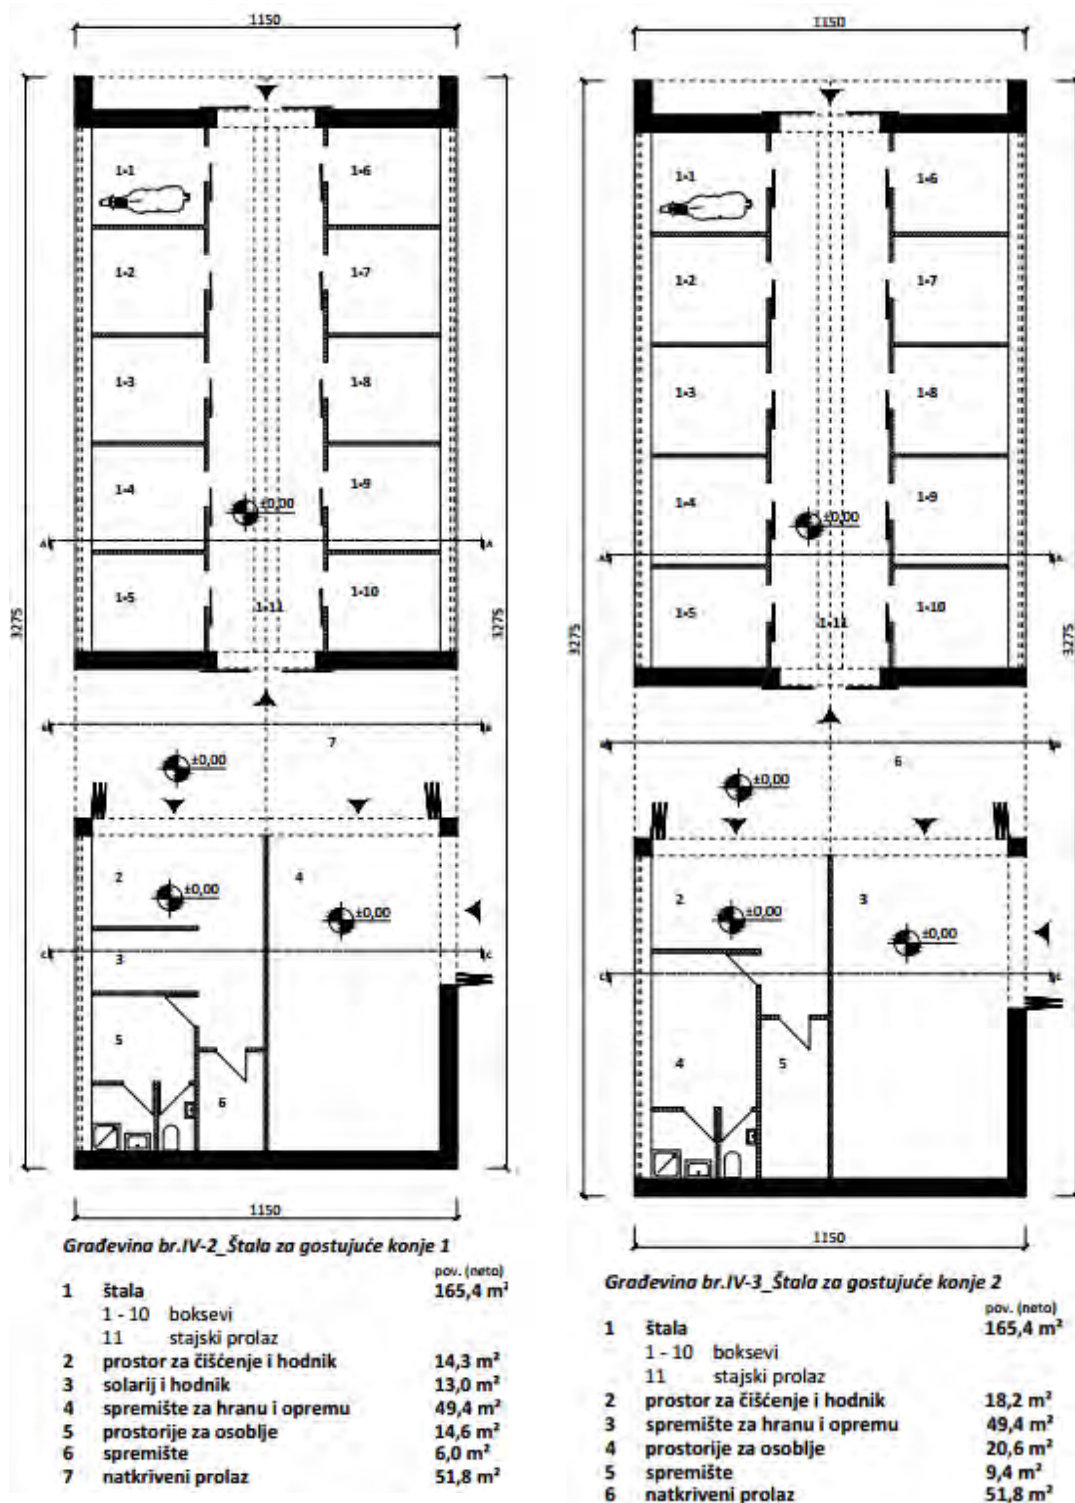 1150
3275
3275
1-1
1-6
1-2
1-7
1-3
1-8
1-4
1-9
±0,00
A
A
1-5
1-10
1-11
7
±0,00
2
4
±0,00
±0,00
3
C
C
5
6
1150
Građevina br.IV-2_Štala za gostujuće konje 1
pov. (neto)
1 štala 165,4 m²
1 - 10 boksevi
11 stajski prolaz
2 prostor za čišćenje i hodnik 14,3 m²
3 solarij i hodnik 13,0 m²
4 spremište za hranu i opremu 49,4 m²
5 prostorije za osoblje 14,6 m²
6 spremište 6,0 m²
7 natkriveni prolaz 51,8 m²
1150
3275
3275
1-1
1-6
1-2
1-7
1-3
1-8
1-4
1-9
±0,00
1-5
1-10
1-11
6
±0,00
2
3
±0,00
±0,00
4
5
1150
Građevina br.IV-3_Štala za gostujuće konje 2
pov. (neto)
1 štala 165,4 m²
1 - 10 boksevi
11 stajski prolaz
2 prostor za čišćenje i hodnik 18,2 m²
3 spremište za hranu i opremu 49,4 m²
4 prostorije za osoblje 20,6 m²
5 spremište 9,4 m²
6 natkriveni prolaz 51,8 m²